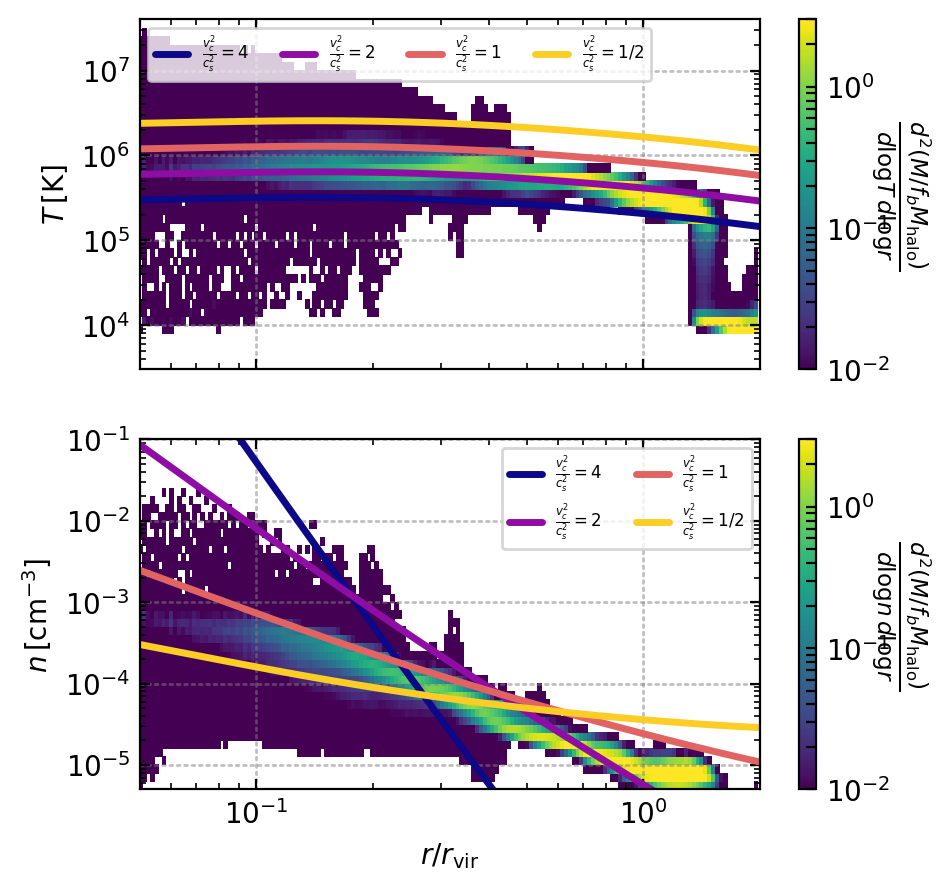 v_c^2/c_s^2 = 4 v_c^2/c_s^2 = 2 v_c^2/c_s^2 = 1 v_c^2/c_s^2 = 1/2
T [K]
10^7
10^6
10^5
10^4
10^0
10^-1
10^-2
d^2(M/f_b M_halo)
dlogT dlogr
v_c^2/c_s^2 = 4 v_c^2/c_s^2 = 1
v_c^2/c_s^2 = 2 v_c^2/c_s^2 = 1/2
n [cm^-3]
10^-1
10^-2
10^-3
10^-4
10^-5
10^0
10^-1
10^-2
d^2(M/f_b M_halo)
dlogn dlogr
10^-1 10^0
r/r_vir